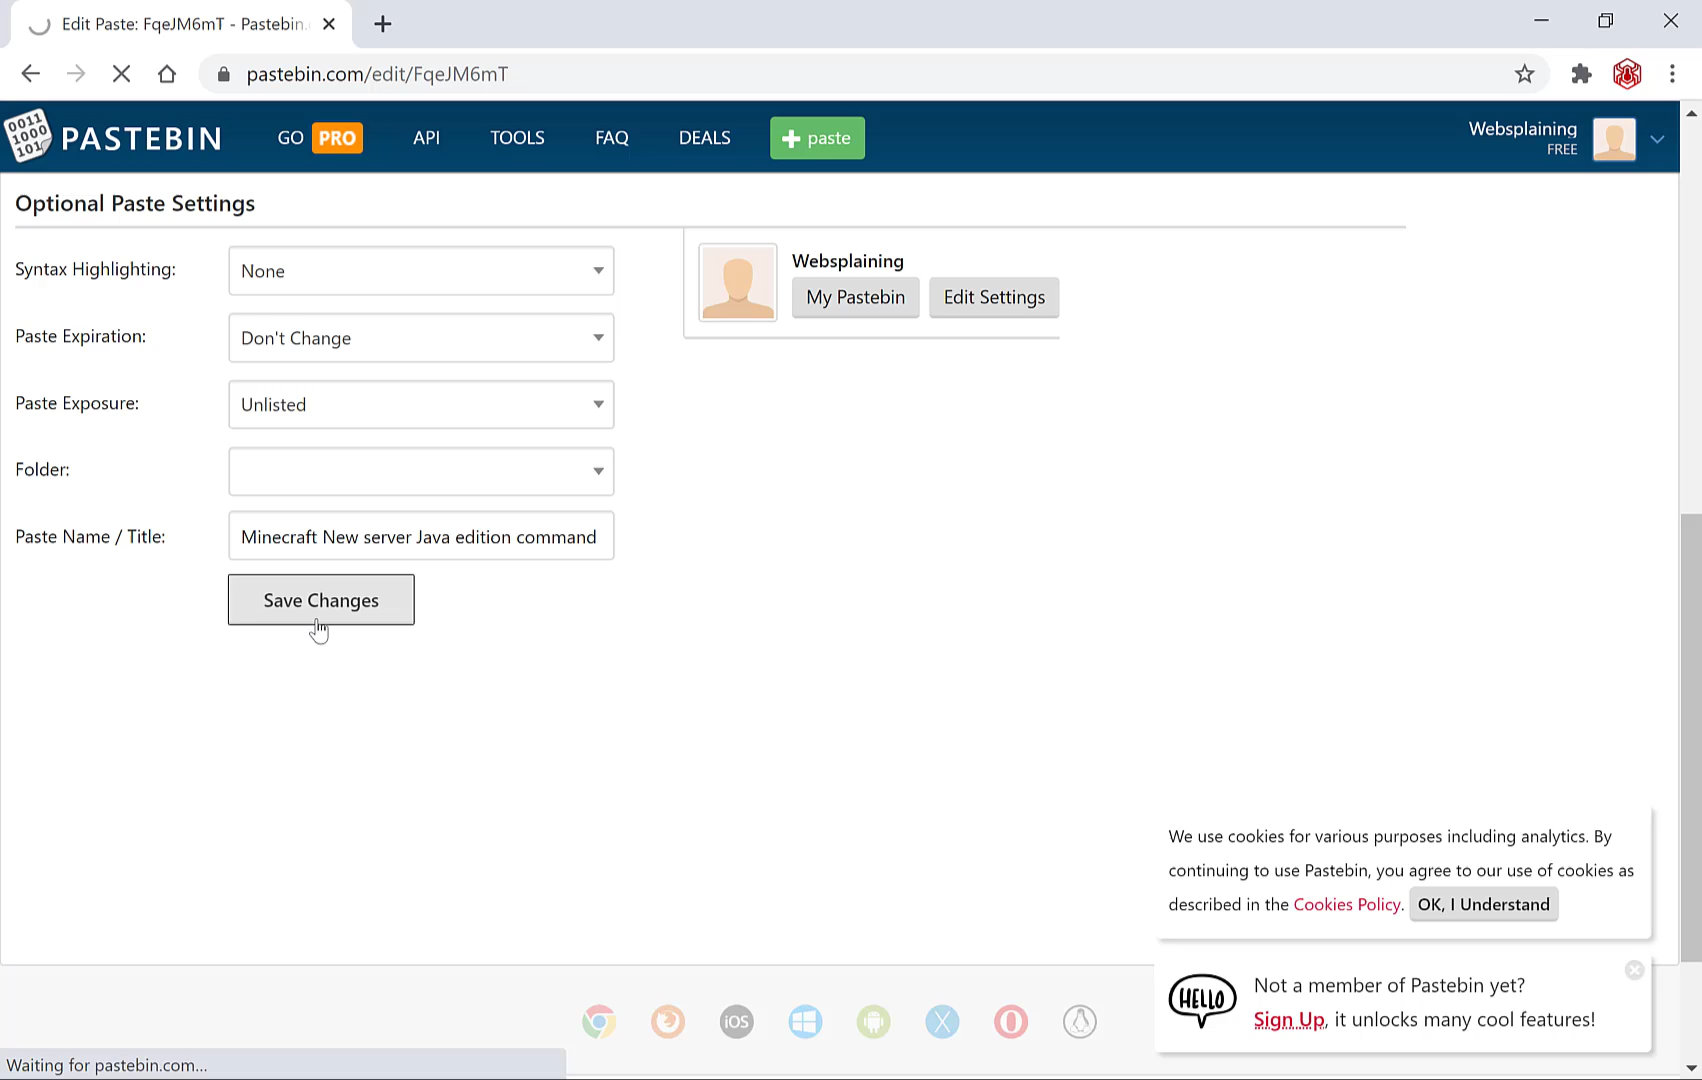 Edit Paste: FqeJM6mT - Pastebin.
pastebin.com/edit/FqeJM6mT
0011
1000
101
PASTEBIN
GO PRO
API
TOOLS
FAQ
DEALS
paste
Websplaining
FREE
Optional Paste Settings
Syntax Highlighting:
None
Paste Expiration:
Don't Change
Paste Exposure:
Unlisted
Folder:
Paste Name / Title:
Minecraft New server Java edition command
Save Changes
Websplaining
My Pastebin
Edit Settings
We use cookies for various purposes including analytics. By
continuing to use Pastebin, you agree to our use of cookies as
described in the Cookies Policy. OK, I Understand
HELLO
Not a member of Pastebin yet?
Sign Up, it unlocks many cool features!
iOS
Waiting for pastebin.com...